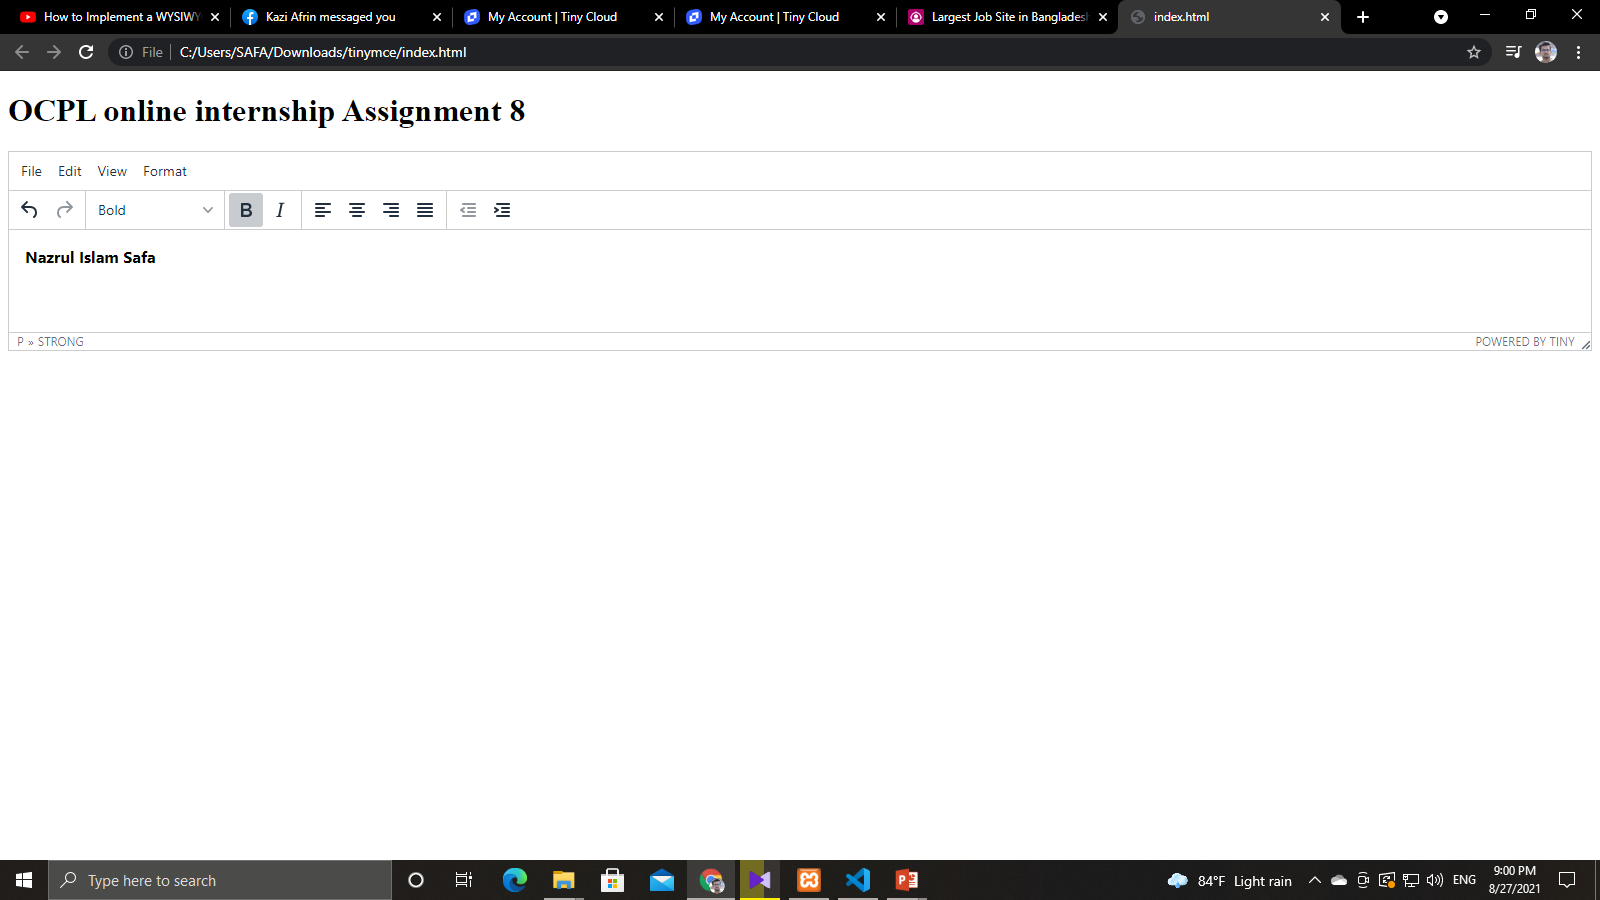 How to Implement a WYSIWY
Kazi Afrin messaged you
My Account | Tiny Cloud
My Account | Tiny Cloud
Largest Job Site in Bangladesh
index.html
File
C:/Users/SAFA/Downloads/tinymce/index.html
OCPL online internship Assignment 8
File Edit View Format
Bold B I
Nazrul Islam Safa
P » STRONG
POWERED BY TINY
Type here to search
84°F Light rain
ENG
9:00 PM
8/27/2021